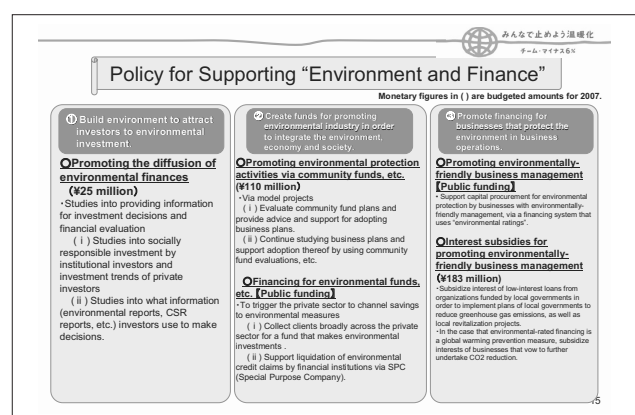 みんなで止めよう温暖化
チーム・マイナス6%
Policy for Supporting “Environment and Finance”
Monetary figures in ( ) are budgeted amounts for 2007.
① Build environment to attract
investors to environmental
investment.
○Promoting the diffusion of
environmental finances
(¥25 million)
・Studies into providing information
for investment decisions and
financial evaluation
(ⅰ) Studies into socially
responsible investment by
institutional investors and
investment trends of private
investors
(ⅱ) Studies into what information
(environmental reports, CSR
reports, etc.) investors use to make
decisions.
② Create funds for promoting
environmental industry in order
to integrate the environment,
economy and society.
○Promoting environmental protection
activities via community funds, etc.
(¥110 million)
・Via model projects
(ⅰ) Evaluate community fund plans and
provide advice and support for adopting
business plans.
(ⅱ) Continue studying business plans and
support adoption thereof by using community
fund evaluations, etc.
○Financing for environmental funds,
etc.【Public funding】
・To trigger the private sector to channel savings
to environmental measures
(ⅰ) Collect clients broadly across the private
sector for a fund that makes environmental
investments .
(ⅱ) Support liquidation of environmental
credit claims by financial institutions via SPC
(Special Purpose Company).
③ Promote financing for
businesses that protect the
environment in business
operations.
○Promoting environmentally-
friendly business management
【Public funding】
・Support capital procurement for environmental
protection by businesses with environmentally-
friendly management, via a financing system that
uses “environmental ratings”.
○Interest subsidies for
promoting environmentally-
friendly business management
(¥183 million)
・Subsidize interest of low-interest loans from
organizations funded by local governments in
order to implement plans of local governments to
reduce greenhouse gas emissions, as well as
local revitalization projects.
・In the case that environmental-rated financing is
a global warming prevention measure, subsidize
interests of businesses that vow to further
undertake CO2 reduction.